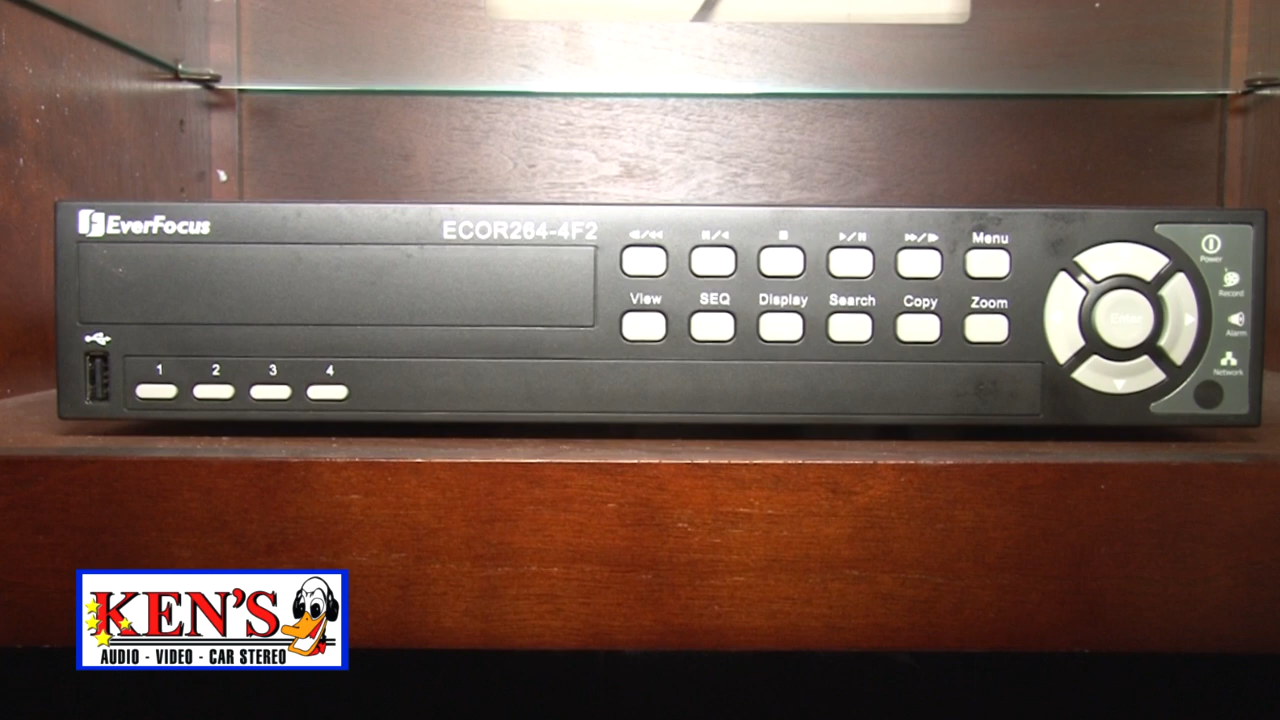 EverFocus
ECOR264-4F2
Menu
View SEQ Display Search Copy Zoom
1 2 3 4
Enter
Power
Record
Alarm
Network
KEN'S
AUDIO - VIDEO - CAR STEREO